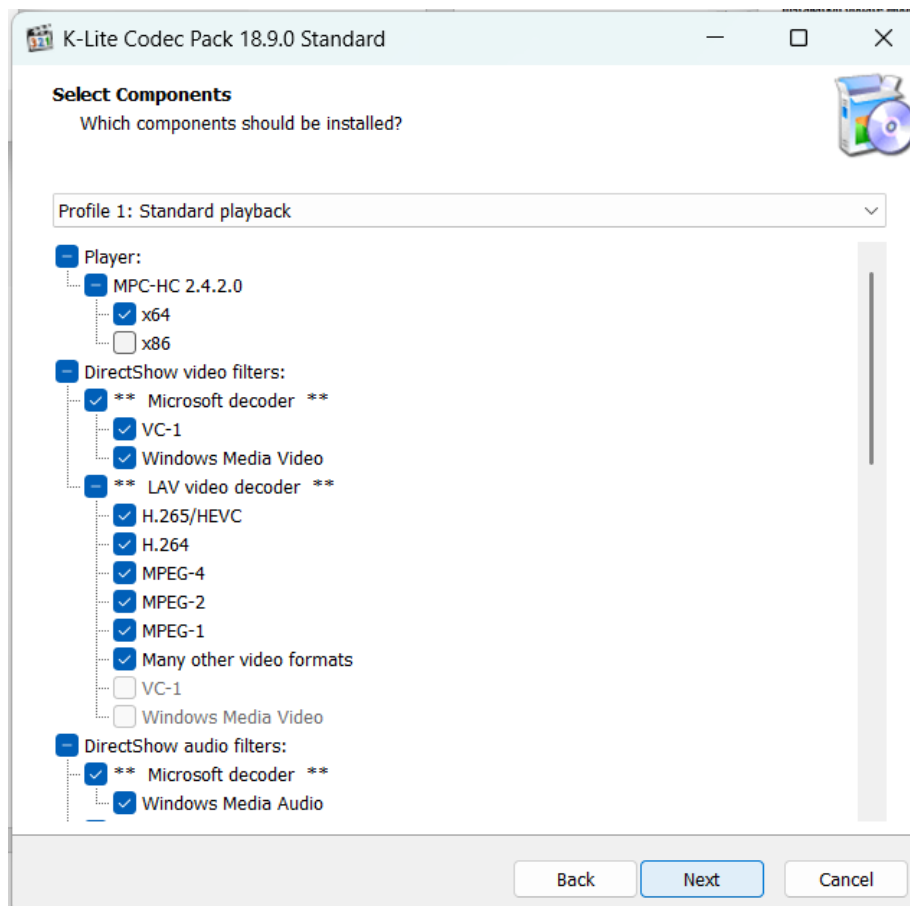 K-Lite Codec Pack 18.9.0 Standard
Select Components
Which components should be installed?
Profile 1: Standard playback
Player:
MPC-HC 2.4.2.0
x64
x86
DirectShow video filters:
** Microsoft decoder **
VC-1
Windows Media Video
** LAV video decoder **
H.265/HEVC
H.264
MPEG-4
MPEG-2
MPEG-1
Many other video formats
VC-1
Windows Media Video
DirectShow audio filters:
** Microsoft decoder **
Windows Media Audio
Back Next Cancel